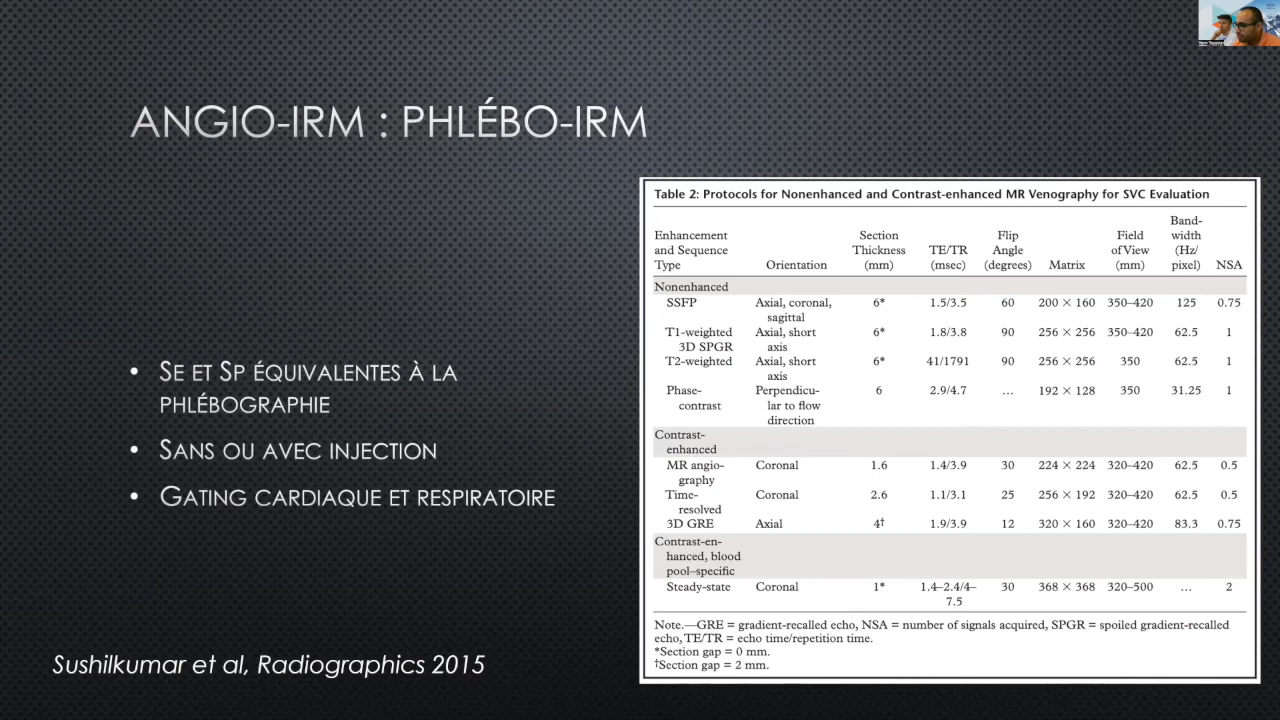 ANGIO-IRM : PHLÉBO-IRM
• SE ET SP ÉQUIVALENTES À LA
PHLÉBOGRAPHIE
• SANS OU AVEC INJECTION
• GATING CARDIAQUE ET RESPIRATOIRE
Sushilkumar et al, Radiographics 2015
Table 2: Protocols for Nonenhanced and Contrast-enhanced MR Venography for SVC Evaluation
Band-
Enhancement Section Flip Field width
and Sequence Thickness TE/TR Angle of View (Hz/
Type Orientation (mm) (msec) (degrees) Matrix (mm) pixel) NSA
Nonenhanced
SSFP Axial, coronal, 6* 1.5/3.5 60 200 × 160 350–420 125 0.75
sagittal
T1-weighted Axial, short 6* 1.8/3.8 90 256 × 256 350–420 62.5 1
3D SPGR axis
T2-weighted Axial, short 6* 41/1791 90 256 × 256 350 62.5 1
axis
Phase- Perpendicu- 6 2.9/4.7 ... 192 × 128 350 31.25 1
contrast lar to flow
direction
Contrast-
enhanced
MR angio- Coronal 1.6 1.4/3.9 30 224 × 224 320–420 62.5 0.5
graphy
Time- Coronal 2.6 1.1/3.1 25 256 × 192 320–420 62.5 0.5
resolved
3D GRE Axial 4† 1.9/3.9 12 320 × 160 320–420 83.3 0.75
Contrast-en-
hanced, blood
pool–specific
Steady-state Coronal 1* 1.4–2.4/4– 30 368 × 368 320–500 ... 2
7.5
Note.—GRE = gradient-recalled echo, NSA = number of signals acquired, SPGR = spoiled gradient-recalled
echo, TE/TR = echo time/repetition time.
*Section gap = 0 mm.
†Section gap = 2 mm.